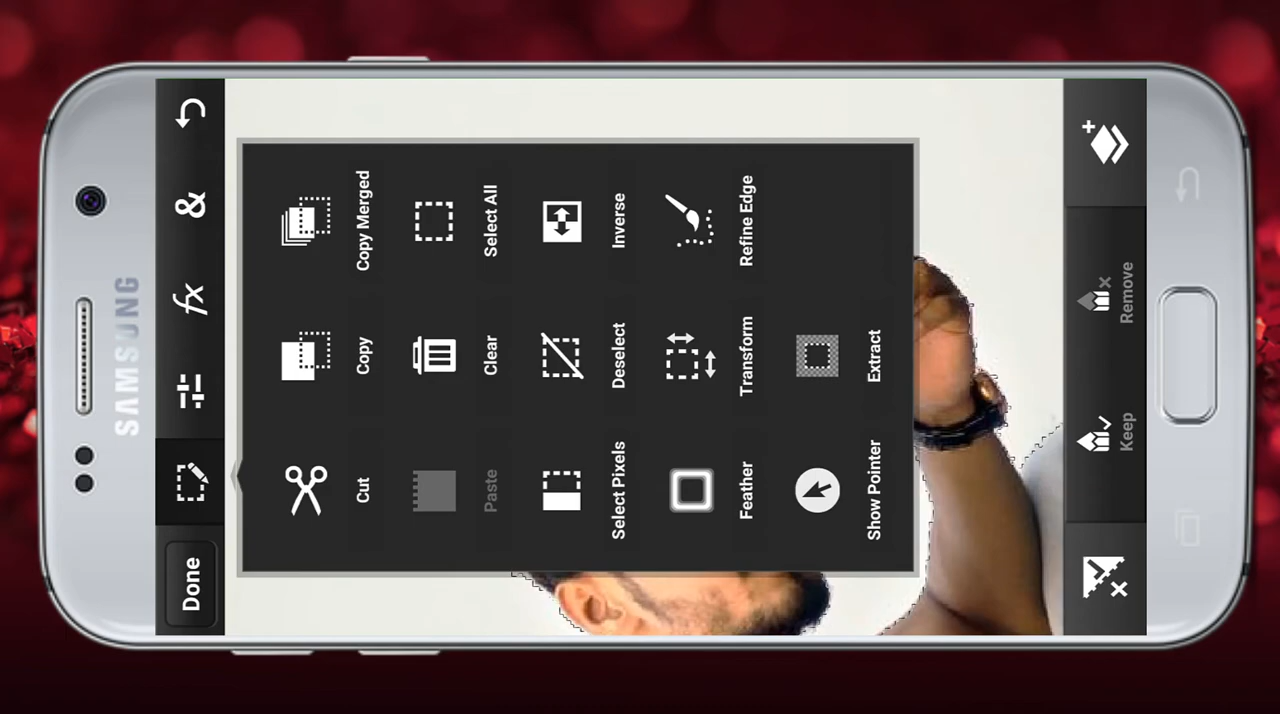 SAMSUNG
Done
fx
&
Cut
Copy
Copy Merged
Paste
Clear
Select All
Select Pixels
Deselect
Inverse
Feather
Transform
Refine Edge
Show Pointer
Extract
Keep
Remove